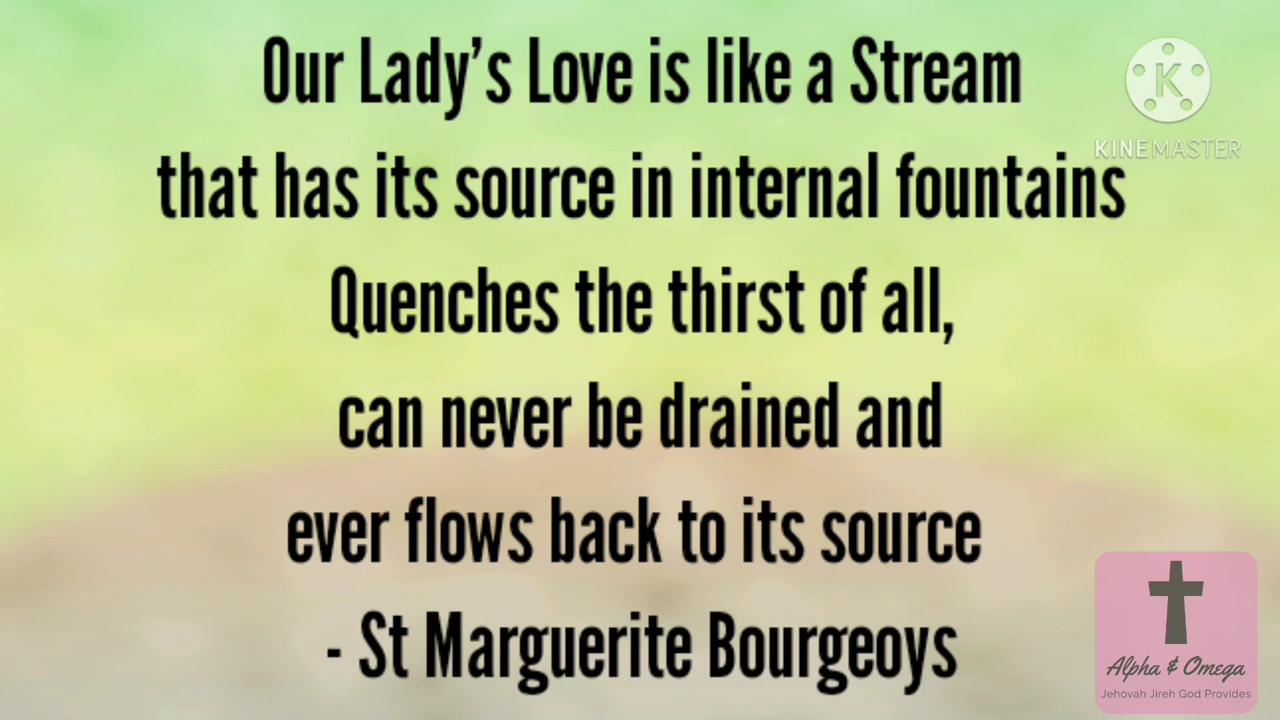 Our Lady’s Love is like a Stream
K
KINEMASTER
that has its source in internal fountains
Quenches the thirst of all,
can never be drained and
ever flows back to its source
- St Marguerite Bourgeoys
Alpha & Omega
Jehovah Jireh God Provides